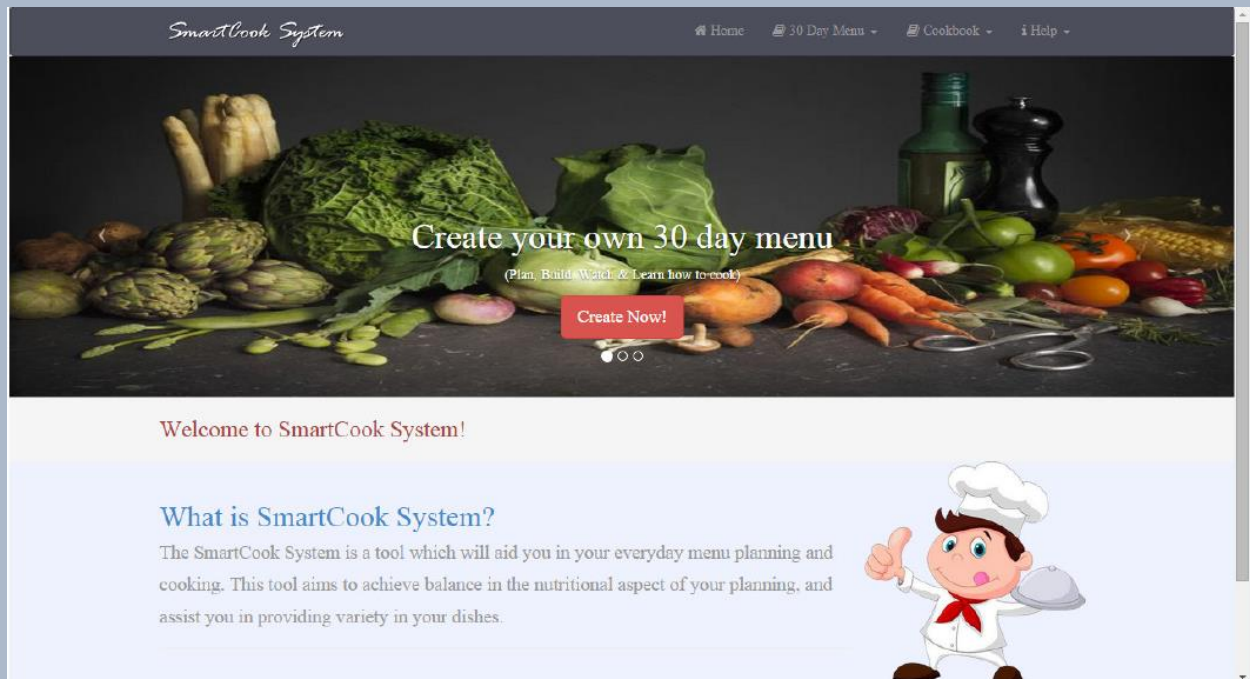 SmartCook System
Home
30 Day Menu
Cookbook
Help
Create your own 30 day menu
(Plan, Build, Watch & Learn how to cook)
Create Now!
Welcome to SmartCook System!
What is SmartCook System?
The SmartCook System is a tool which will aid you in your everyday menu planning and
cooking. This tool aims to achieve balance in the nutritional aspect of your planning, and
assist you in providing variety in your dishes.